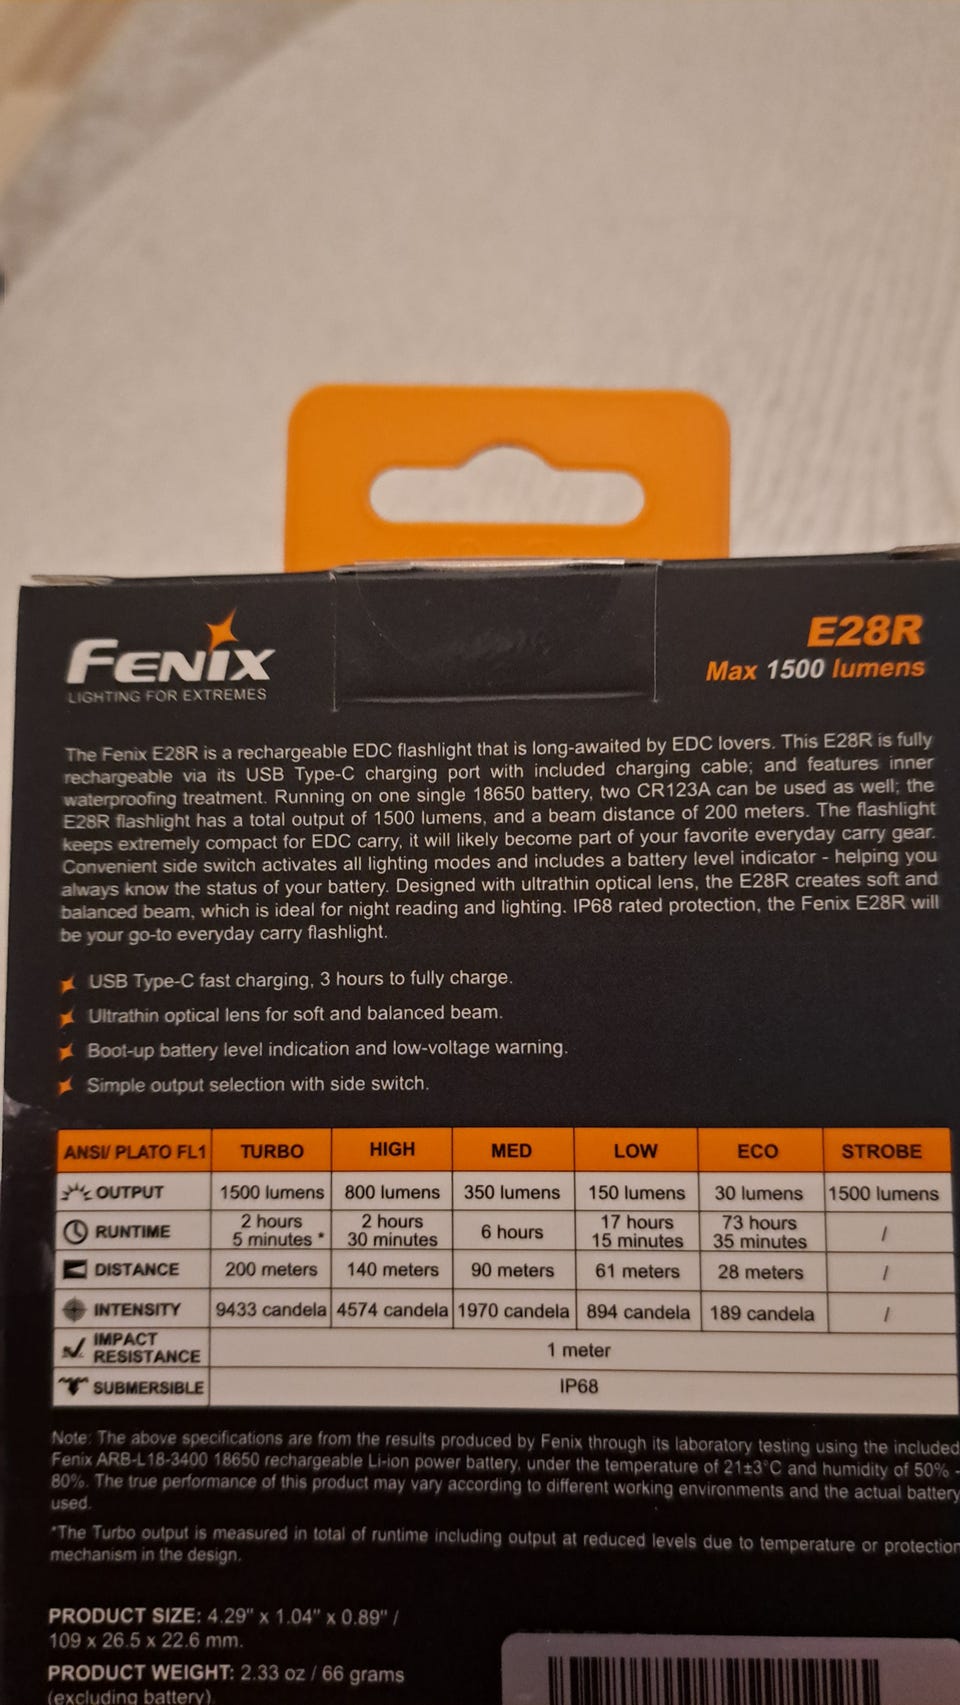 FENIX
LIGHTING FOR EXTREMES
E28R
Max 1500 lumens
The Fenix E28R is a rechargeable EDC flashlight that is long-awaited by EDC lovers. This E28R is fully
rechargeable via its USB Type-C charging port with included charging cable; and features inner
waterproofing treatment. Running on one single 18650 battery, two CR123A can be used as well; the
E28R flashlight has a total output of 1500 lumens, and a beam distance of 200 meters. The flashlight
keeps extremely compact for EDC carry, it will likely become part of your favorite everyday carry gear.
Convenient side switch activates all lighting modes and includes a battery level indicator - helping you
always know the status of your battery. Designed with ultrathin optical lens, the E28R creates soft and
balanced beam, which is ideal for night reading and lighting. IP68 rated protection, the Fenix E28R will
be your go-to everyday carry flashlight.
USB Type-C fast charging, 3 hours to fully charge.
Ultrathin optical lens for soft and balanced beam.
Boot-up battery level indication and low-voltage warning.
Simple output selection with side switch.
ANSI/ PLATO FL1 TURBO HIGH MED LOW ECO STROBE
OUTPUT 1500 lumens 800 lumens 350 lumens 150 lumens 30 lumens 1500 lumens
RUNTIME 2 hours 5 minutes * 2 hours 30 minutes 6 hours 17 hours 15 minutes 73 hours 35 minutes /
DISTANCE 200 meters 140 meters 90 meters 61 meters 28 meters /
INTENSITY 9433 candela 4574 candela 1970 candela 894 candela 189 candela /
IMPACT RESISTANCE 1 meter
SUBMERSIBLE IP68
Note: The above specifications are from the results produced by Fenix through its laboratory testing using the included
Fenix ARB-L18-3400 18650 rechargeable Li-ion power battery, under the temperature of 21±3°C and humidity of 50% -
80%. The true performance of this product may vary according to different working environments and the actual battery
used.
*The Turbo output is measured in total of runtime including output at reduced levels due to temperature or protection
mechanism in the design.
PRODUCT SIZE: 4.29" x 1.04" x 0.89" /
109 x 26.5 x 22.6 mm.
PRODUCT WEIGHT: 2.33 oz / 66 grams
(excluding battery).